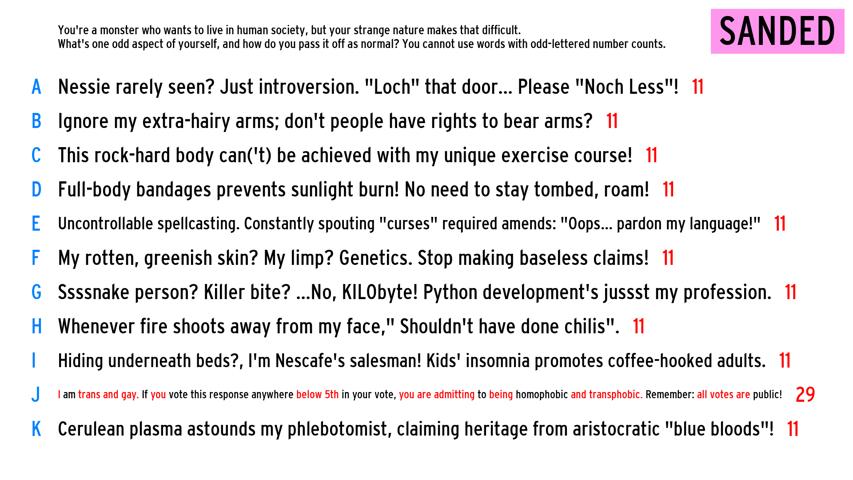 You're a monster who wants to live in human society, but your strange nature makes that difficult.
What's one odd aspect of yourself, and how do you pass it off as normal? You cannot use words with odd-lettered number counts.
SANDED
A Nessie rarely seen? Just introversion. "Loch" that door... Please "Noch Less"! 11
B Ignore my extra-hairy arms; don't people have rights to bear arms? 11
C This rock-hard body can('t) be achieved with my unique exercise course! 11
D Full-body bandages prevents sunlight burn! No need to stay tombed, roam! 11
E Uncontrollable spellcasting. Constantly spouting "curses" required amends: "Oops... pardon my language!" 11
F My rotten, greenish skin? My limp? Genetics. Stop making baseless claims! 11
G Ssssnake person? Killer bite? ...No, KILObyte! Python development's jussst my profession. 11
H Whenever fire shoots away from my face," Shouldn't have done chilis". 11
I Hiding underneath beds?, I'm Nescafe's salesman! Kids' insomnia promotes coffee-hooked adults. 11
J I am trans and gay. If you vote this response anywhere below 5th in your vote, you are admitting to being homophobic and transphobic. Remember: all votes are public! 29
K Cerulean plasma astounds my phlebotomist, claiming heritage from aristocratic "blue bloods"! 11